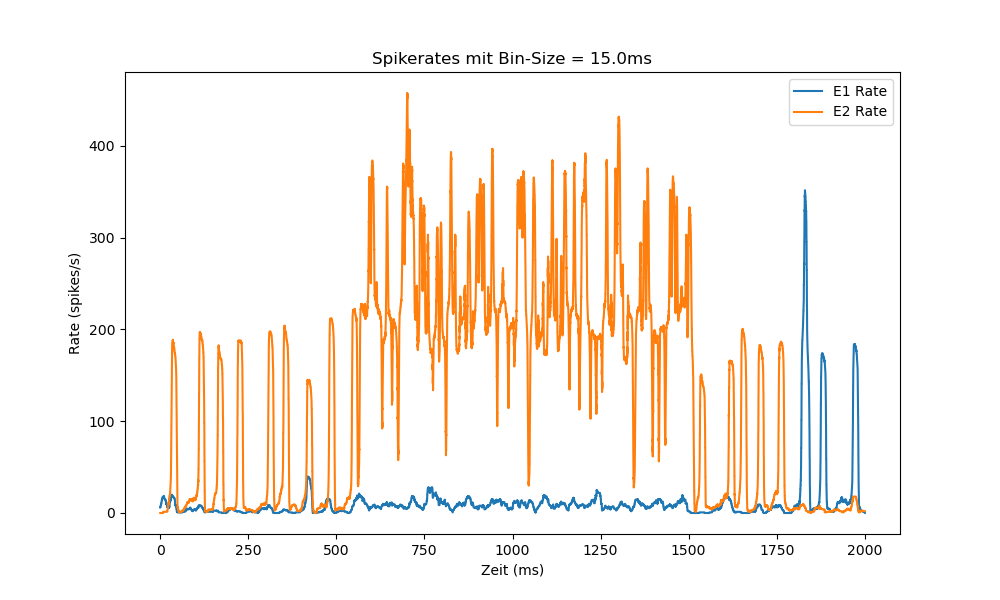 Spikerates mit Bin-Size = 15.0ms
E1 Rate
E2 Rate
Rate (spikes/s)
400
300
200
100
0
0 250 500 750 1000 1250 1500 1750 2000
Zeit (ms)